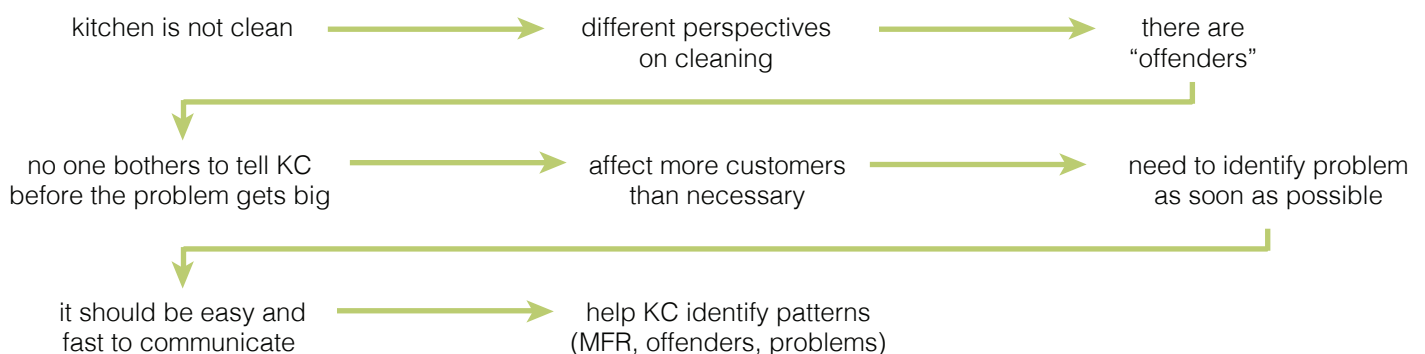 kitchen is not clean
different perspectives
on cleaning
there are
“offenders”
no one bothers to tell KC
before the problem gets big
affect more customers
than necessary
need to identify problem
as soon as possible
it should be easy and
fast to communicate
help KC identify patterns
(MFR, offenders, problems)